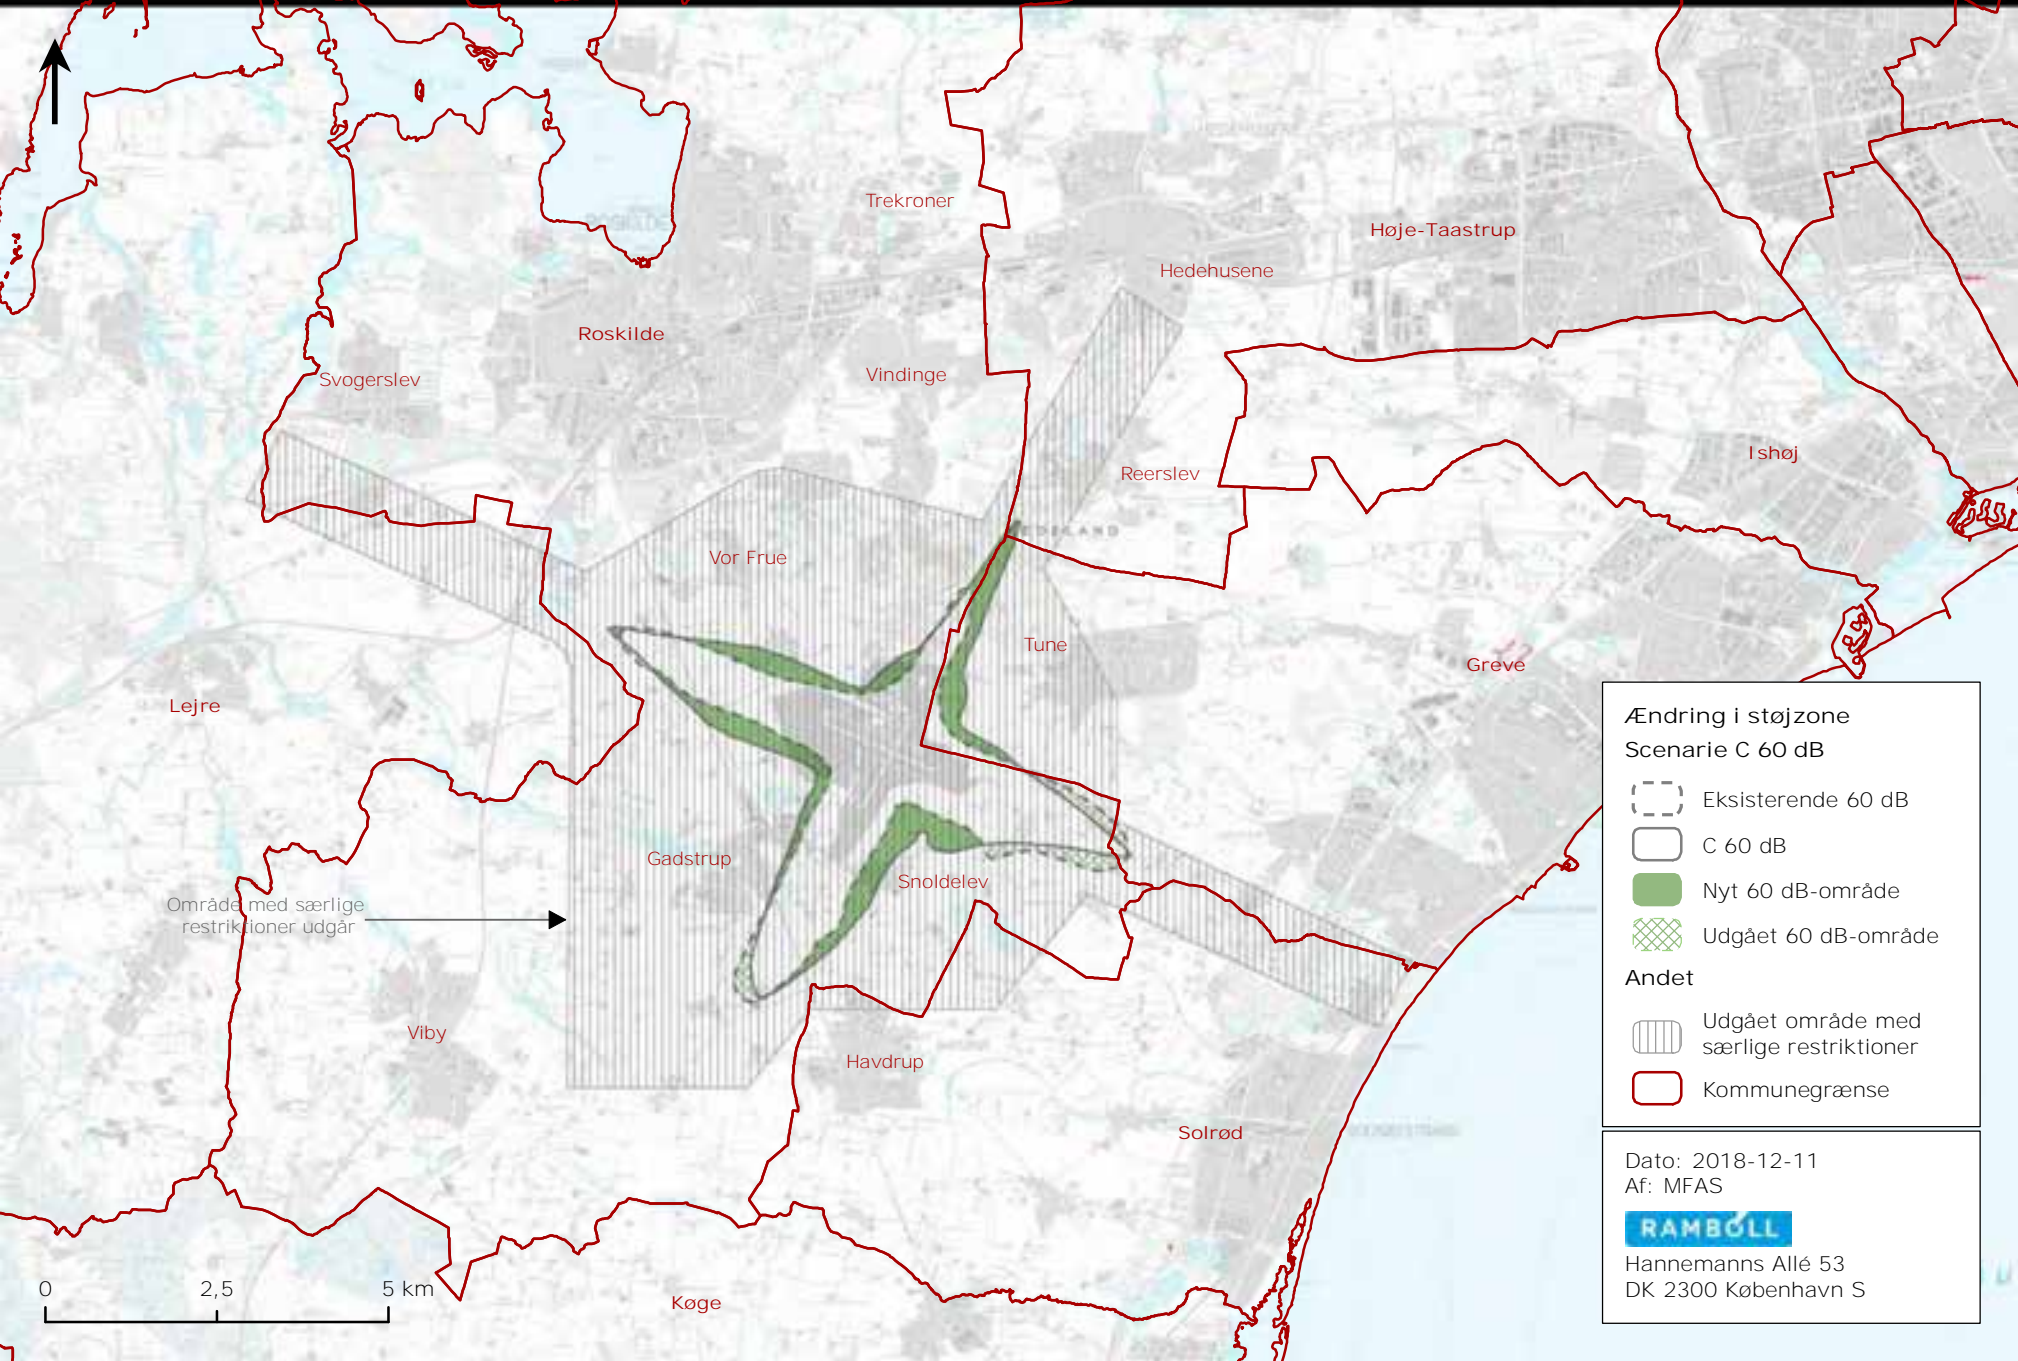 Trekroner
Høje-Taastrup
Hedehusene
Roskilde
Svogerslev
Vindinge
Ishøj
Reerslev
Vor Frue
Tune
Greve
Lejre
Gadstrup
Snoldelev
Område med særlige
restriktioner udgår
Viby
Havdrup
Solrød
Køge
0 2,5 5 km
Ændring i støjzone
Scenarie C 60 dB
Eksisterende 60 dB
C 60 dB
Nyt 60 dB-område
Udgået 60 dB-område
Andet
Udgået område med
særlige restriktioner
Kommunegrænse
Dato: 2018-12-11
Af: MFAS
RAMBOLL
Hannemanns Allé 53
DK 2300 København S